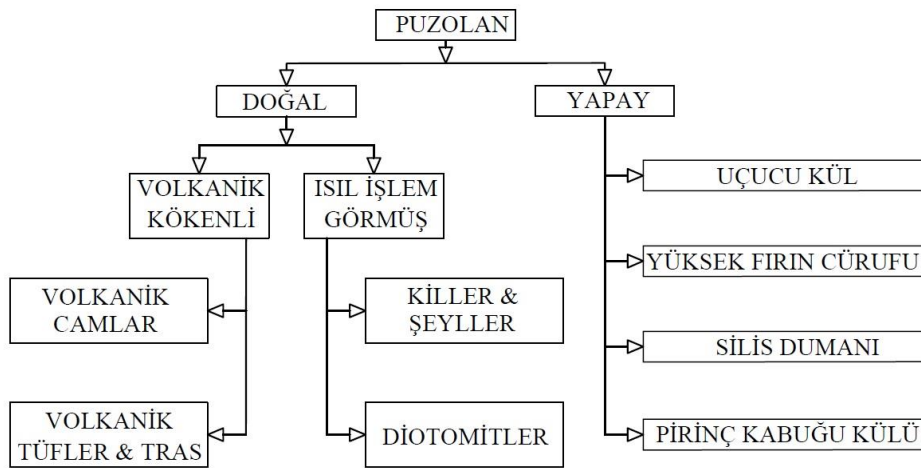 PUZOLAN
DOĞAL
YAPAY
VOLKANİK
KÖKENLİ
ISIL İŞLEM
GÖRMÜŞ
VOLKANİK
CAMLAR
VOLKANİK
TÜFLER & TRAS
KİLLER &
ŞEYLLER
DİOTOMİTLER
UÇUCU KÜL
YÜKSEK FIRIN CÜRUFU
SİLİS DUMANI
PİRİNÇ KABUĞU KÜLÜ